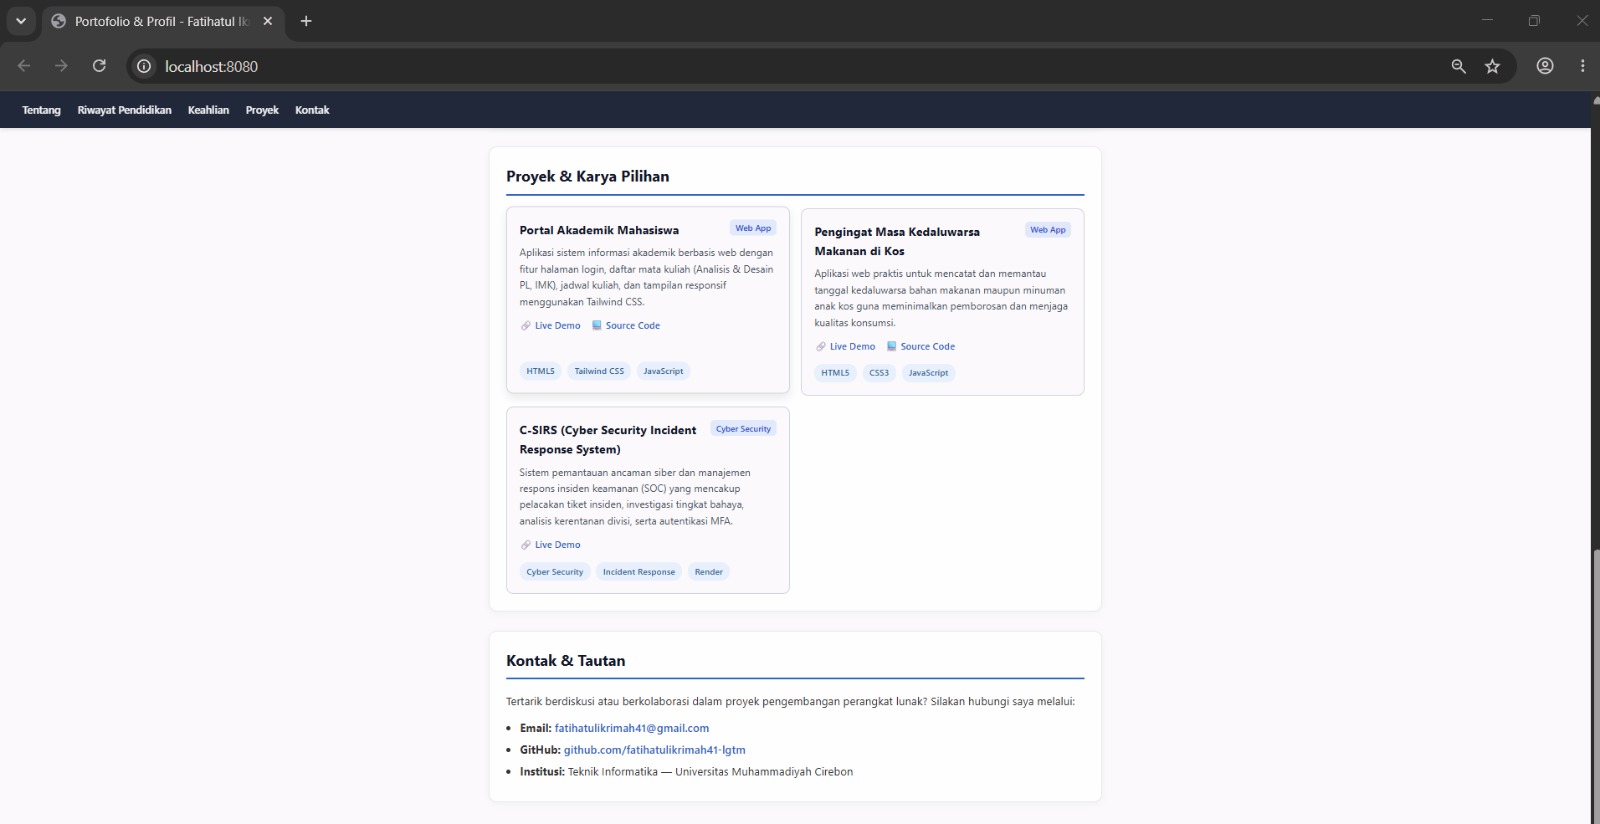 Portofolio & Profil - Fatihatul Ik
localhost:8080
Tentang Riwayat Pendidikan Keahlian Proyek Kontak
Proyek & Karya Pilihan
Portal Akademik Mahasiswa
Web App
Aplikasi sistem informasi akademik berbasis web dengan
fitur halaman login, daftar mata kuliah (Analisis & Desain
PL, IMK), jadwal kuliah, dan tampilan responsif
menggunakan Tailwind CSS.
Live Demo Source Code
HTML5 Tailwind CSS JavaScript
Pengingat Masa Kedaluwarsa
Makanan di Kos
Web App
Aplikasi web praktis untuk mencatat dan memantau
tanggal kedaluwarsa bahan makanan maupun minuman
anak kos guna meminimalkan pemborosan dan menjaga
kualitas konsumsi.
Live Demo Source Code
HTML5 CSS3 JavaScript
C-SIRS (Cyber Security Incident
Response System)
Cyber Security
Sistem pemantauan ancaman siber dan manajemen
respons insiden keamanan (SOC) yang mencakup
pelacakan tiket insiden, investigasi tingkat bahaya,
analisis kerentanan divisi, serta autentikasi MFA.
Live Demo
Cyber Security Incident Response Render
Kontak & Tautan
Tertarik berdiskusi atau berkolaborasi dalam proyek pengembangan perangkat lunak? Silakan hubungi saya melalui:
Email: fatihatulikrimah41@gmail.com
GitHub: github.com/fatihatulikrimah41-lgtm
Institusi: Teknik Informatika — Universitas Muhammadiyah Cirebon